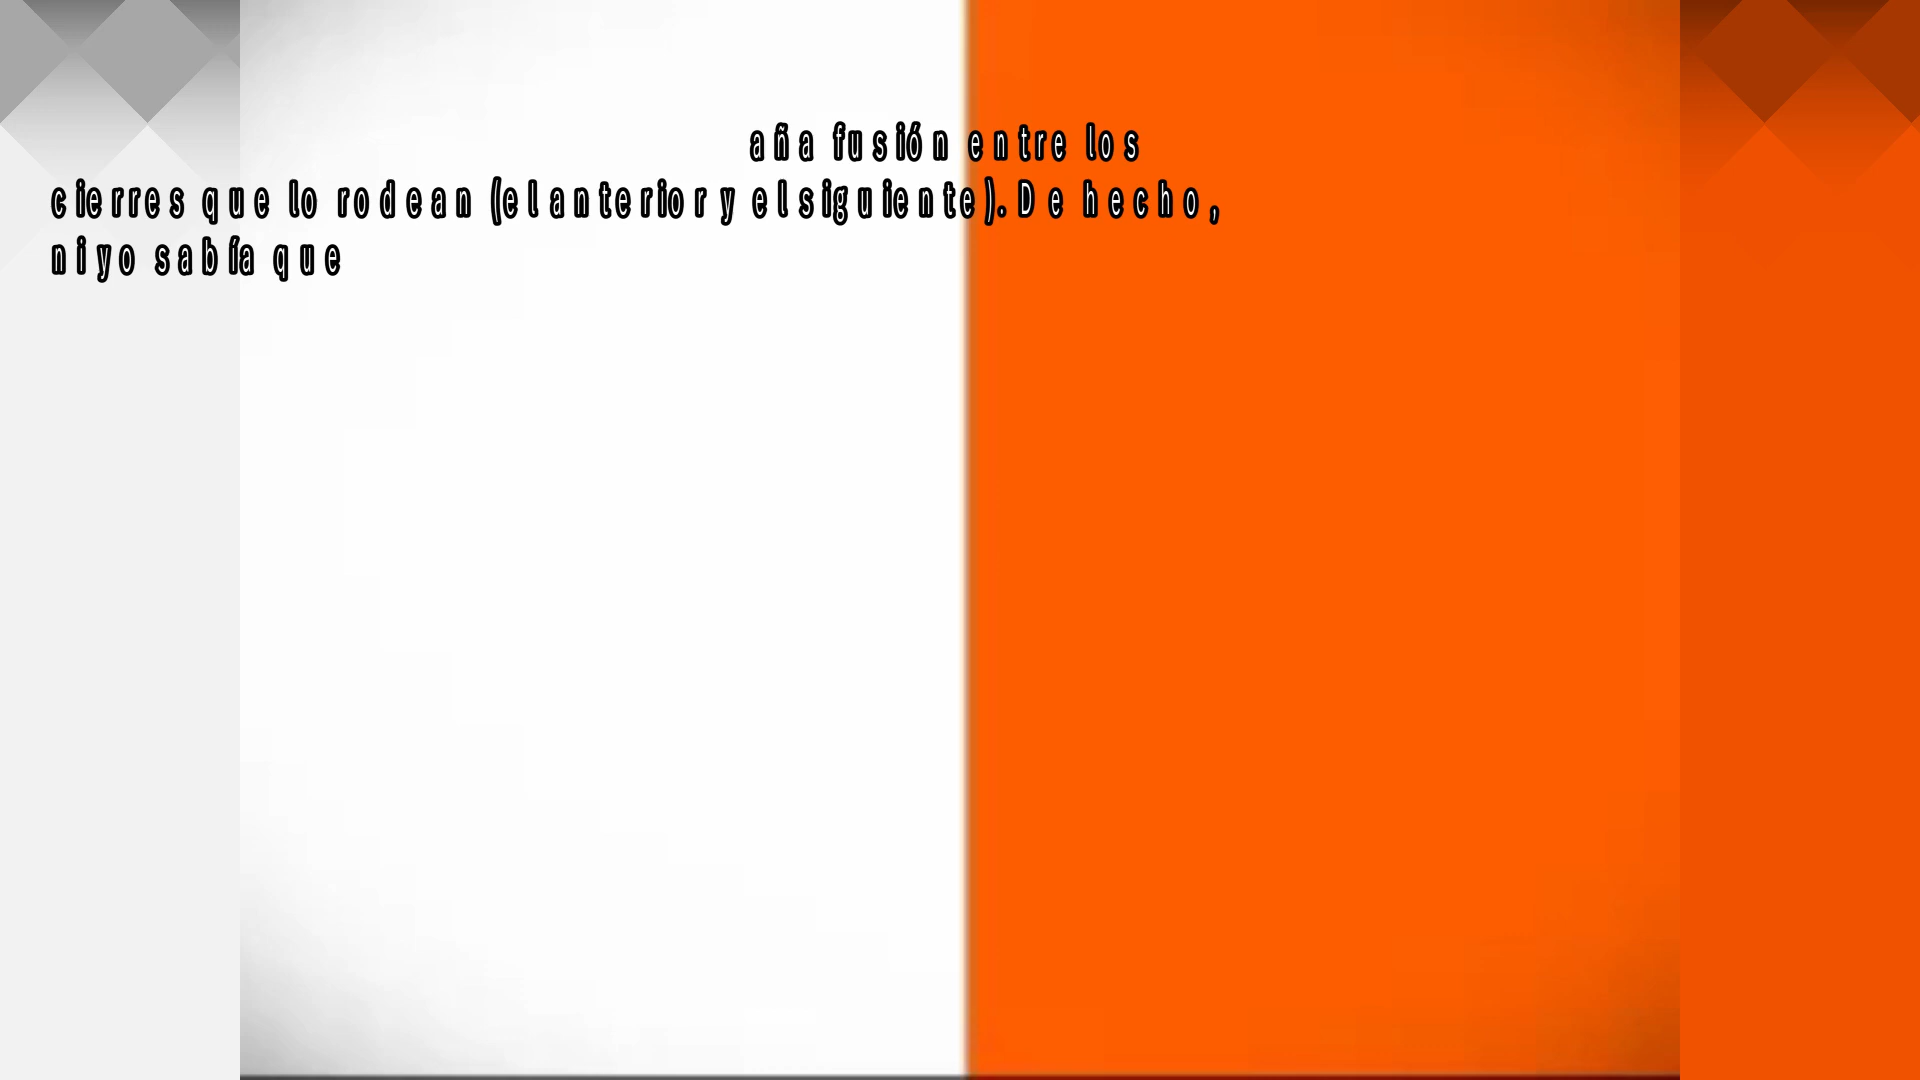 aña fusión entre los
cierres que lo rodean (el anterior y el siguiente). De hecho,
ni yo sabía que